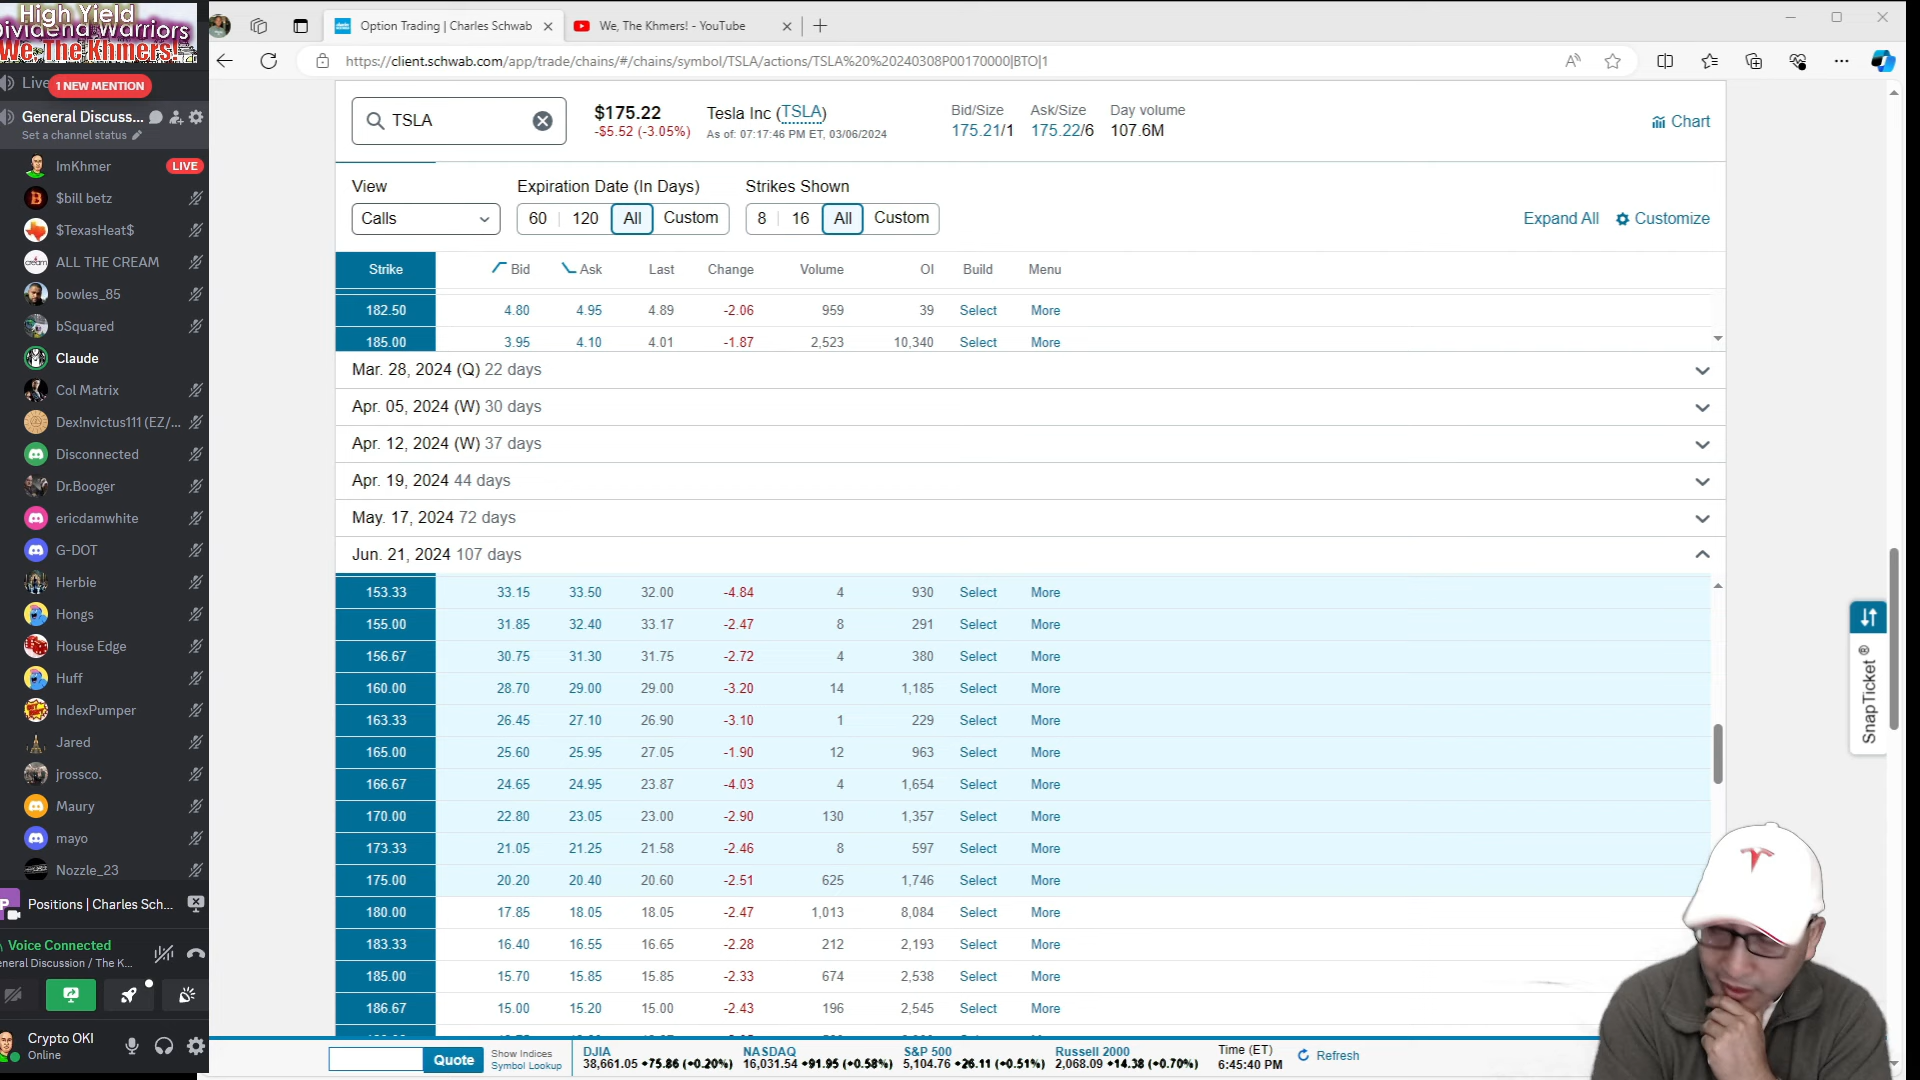 High Yield
Dividend Warriors
We The Khmers!
Live
1 NEW MENTION
General Discuss...
Set a channel status
ImKhmer
LIVE
$bill betz
$TexasHeat$
ALL THE CREAM
bowles_85
bSquared
Claude
Col Matrix
Dex!nvictus111 (EZ/...
Disconnected
Dr.Booger
ericdamwhite
G-DOT
Herbie
Hongs
House Edge
Huff
IndexPumper
Jared
jrossco.
Maury
mayo
Nozzle_23
Positions | Charles Sch...
Voice Connected
eneral Discussion / The K...
Crypto OKI
Online
Option Trading | Charles Schwab
We, The Khmers! - YouTube
https://client.schwab.com/app/trade/chains/#/chains/symbol/TSLA/actions/TSLA%20%20240308P00170000|BTO|1
TSLA
$175.22
-$5.52 (-3.05%)
Tesla Inc (TSLA)
As of: 07:17:46 PM ET, 03/06/2024
Bid/Size
175.21/1
Ask/Size
175.22/6
Day volume
107.6M
Chart
View
Calls
Expiration Date (In Days)
60 120 All Custom
Strikes Shown
8 16 All Custom
Expand All
Customize
Strike Bid Ask Last Change Volume OI Build Menu
182.50 4.80 4.95 4.89 -2.06 959 39 Select More
185.00 3.95 4.10 4.01 -1.87 2,523 10,340 Select More
Mar. 28, 2024 (Q) 22 days
Apr. 05, 2024 (W) 30 days
Apr. 12, 2024 (W) 37 days
Apr. 19, 2024 44 days
May. 17, 2024 72 days
Jun. 21, 2024 107 days
153.33 33.15 33.50 32.00 -4.84 4 930 Select More
155.00 31.85 32.40 33.17 -2.47 8 291 Select More
156.67 30.75 31.30 31.75 -2.72 4 380 Select More
160.00 28.70 29.00 29.00 -3.20 14 1,185 Select More
163.33 26.45 27.10 26.90 -3.10 1 229 Select More
165.00 25.60 25.95 27.05 -1.90 12 963 Select More
166.67 24.65 24.95 23.87 -4.03 4 1,654 Select More
170.00 22.80 23.05 23.00 -2.90 130 1,357 Select More
173.33 21.05 21.25 21.58 -2.46 8 597 Select More
175.00 20.20 20.40 20.60 -2.51 625 1,746 Select More
180.00 17.85 18.05 18.05 -2.47 1,013 8,084 Select More
183.33 16.40 16.55 16.65 -2.28 212 2,193 Select More
185.00 15.70 15.85 15.85 -2.33 674 2,538 Select More
186.67 15.00 15.20 15.00 -2.43 196 2,545 Select More
SnapTicket ®
Quote
Show Indices
Symbol Lookup
DJIA
38,661.05 +75.86 (+0.20%)
NASDAQ
16,031.54 +91.95 (+0.58%)
S&P 500
5,104.76 +26.11 (+0.51%)
Russell 2000
2,068.09 +14.38 (+0.70%)
Time (ET)
6:45:40 PM
Refresh